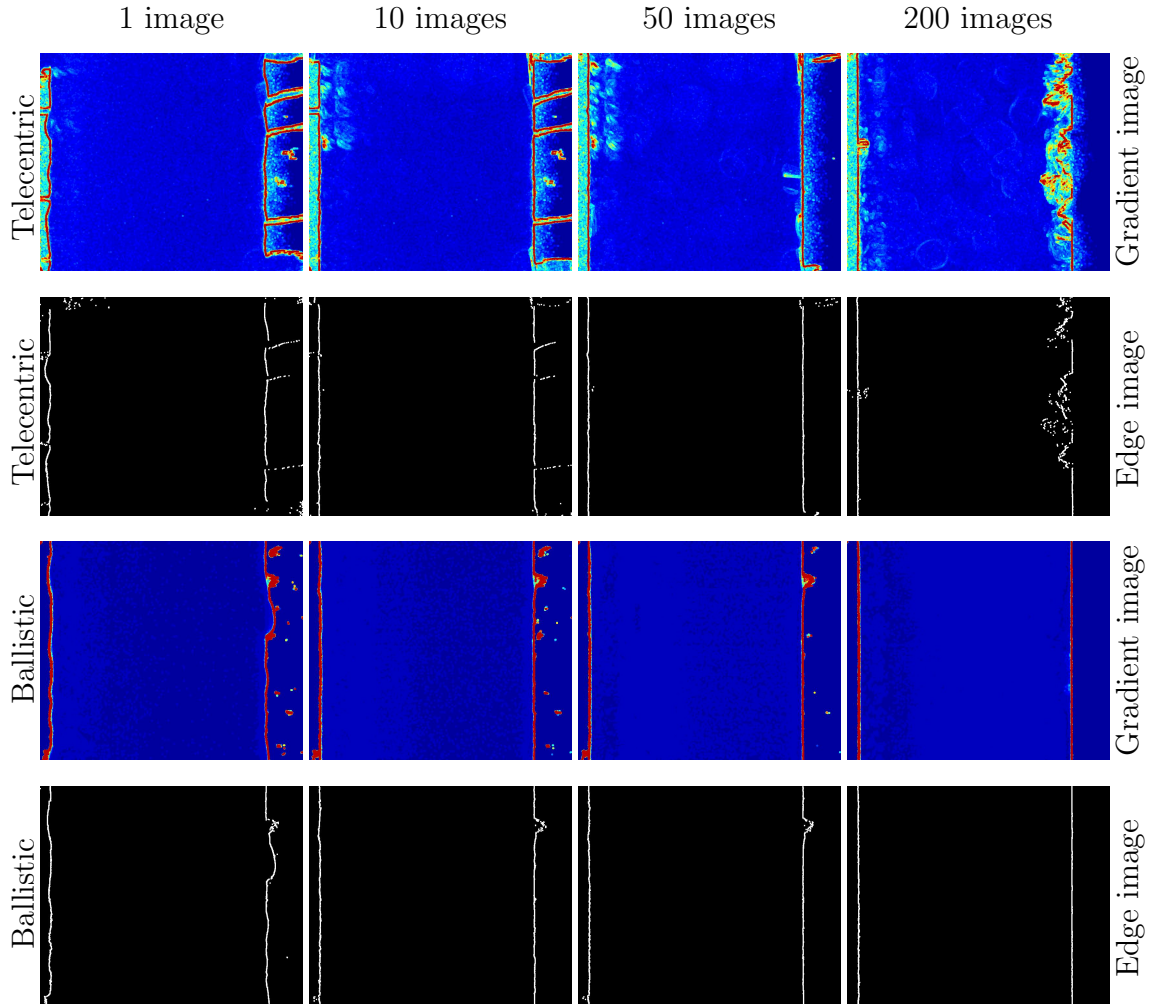 1 image
10 images
50 images
200 images
Telecentric
Gradient image
Telecentric
Edge image
Ballistic
Gradient image
Ballistic
Edge image